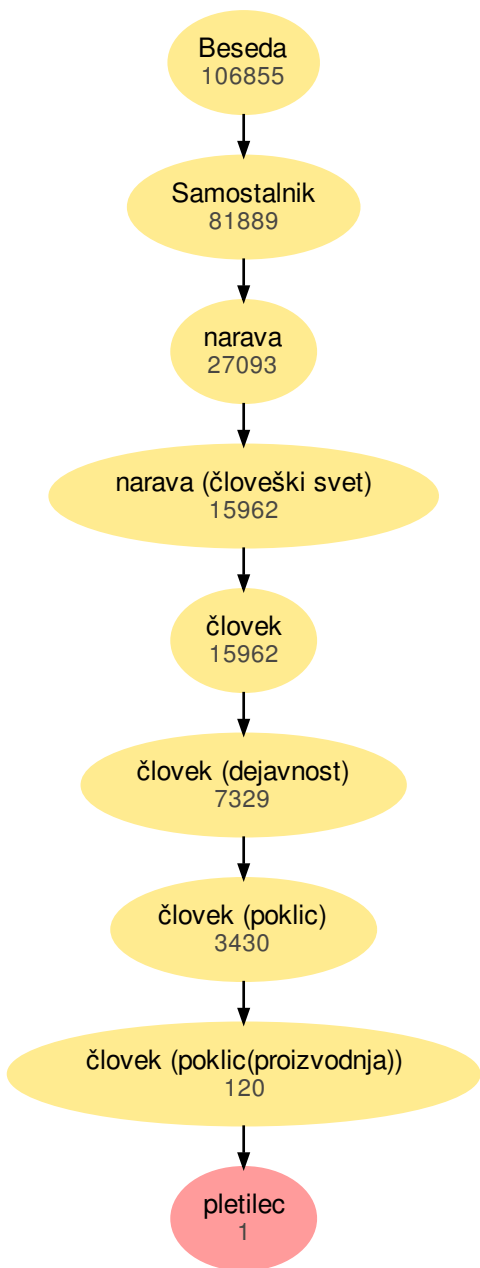 Beseda
106855
Samostalnik
81889
narava
27093
narava (človeški svet)
15962
človek
15962
človek (dejavnost)
7329
človek (poklic)
3430
človek (poklic(proizvodnja))
120
pletilec
1